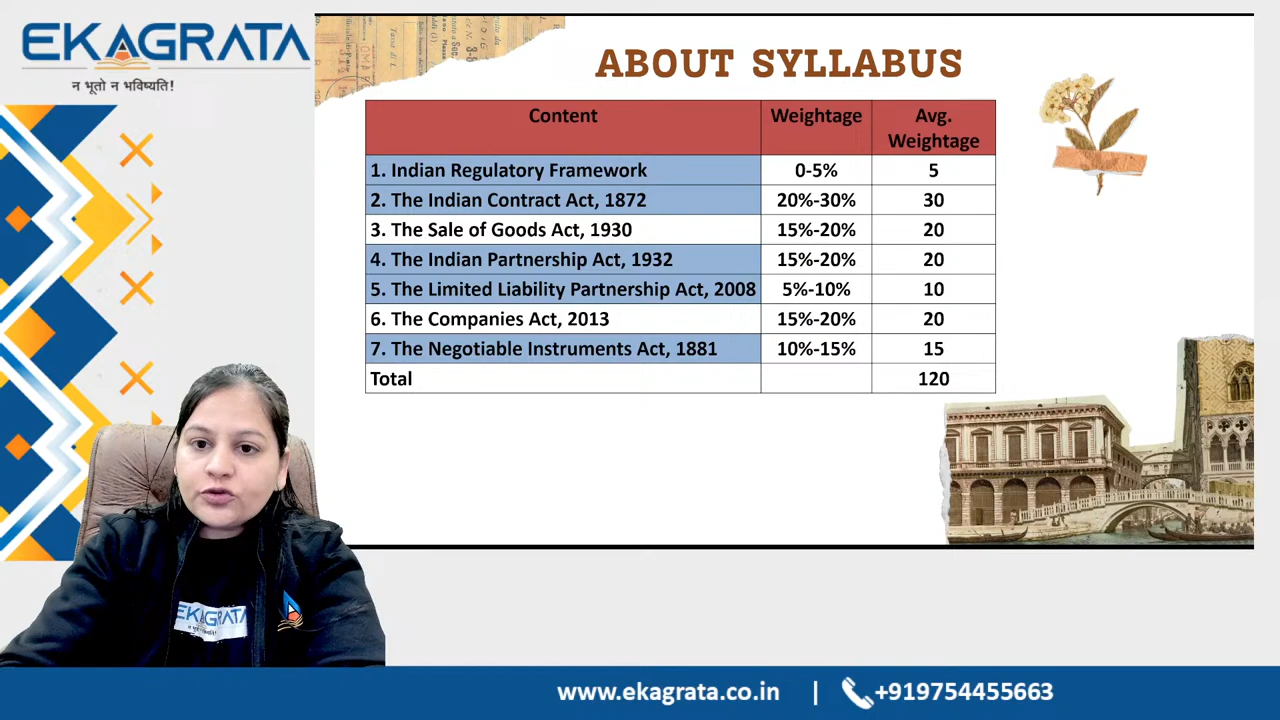 EKAGRATA
न भूतो न भविष्यति!
ABOUT SYLLABUS
Content Weightage Avg. Weightage
1. Indian Regulatory Framework 0-5% 5
2. The Indian Contract Act, 1872 20%-30% 30
3. The Sale of Goods Act, 1930 15%-20% 20
4. The Indian Partnership Act, 1932 15%-20% 20
5. The Limited Liability Partnership Act, 2008 5%-10% 10
6. The Companies Act, 2013 15%-20% 20
7. The Negotiable Instruments Act, 1881 10%-15% 15
Total 120
EKAGRATA
www.ekagrata.co.in | +919754455663